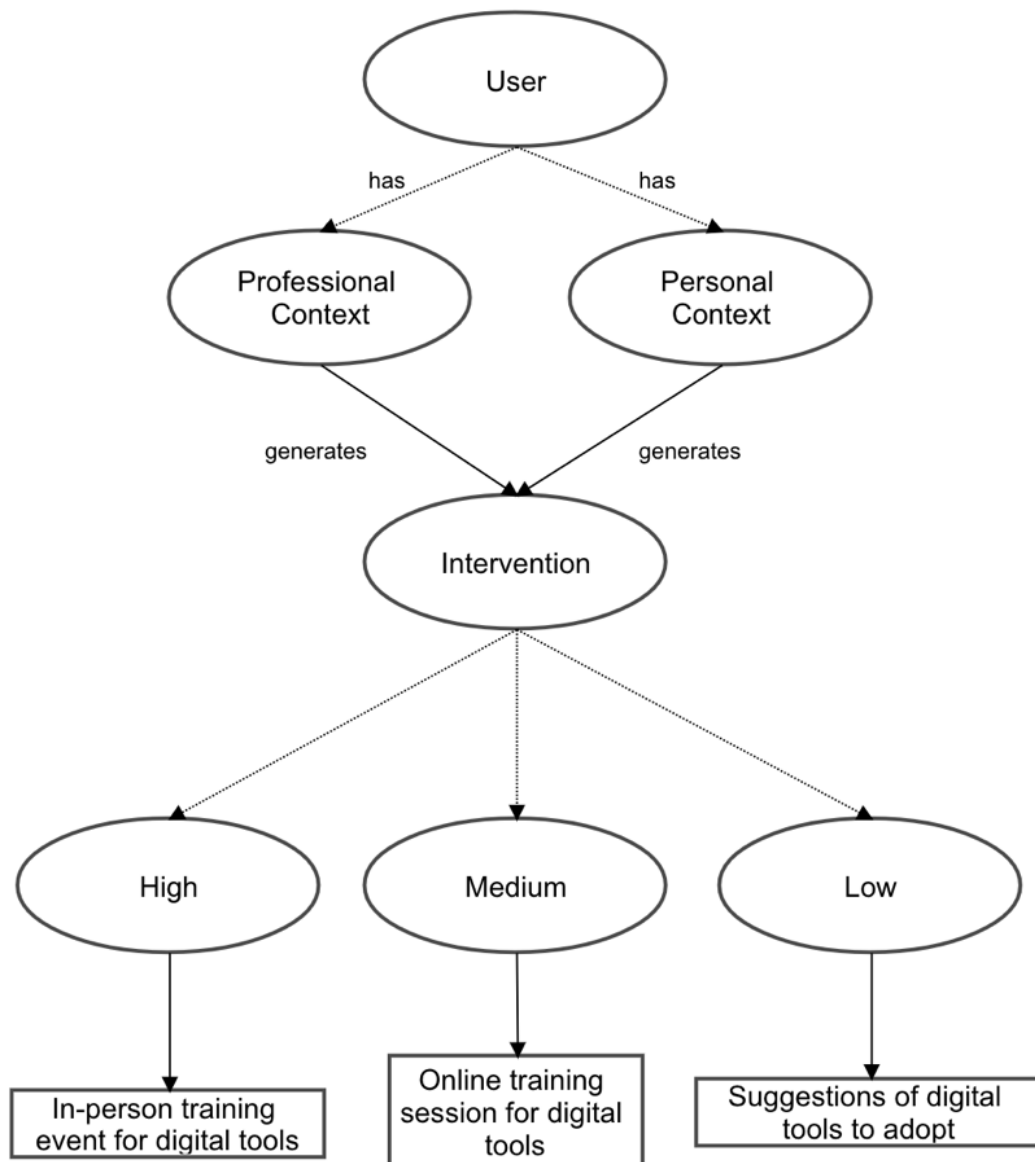 User
has
has
Professional
Context
Personal
Context
generates
generates
Intervention
High
Medium
Low
In-person training
event for digital tools
Online training
session for digital
tools
Suggestions of digital
tools to adopt